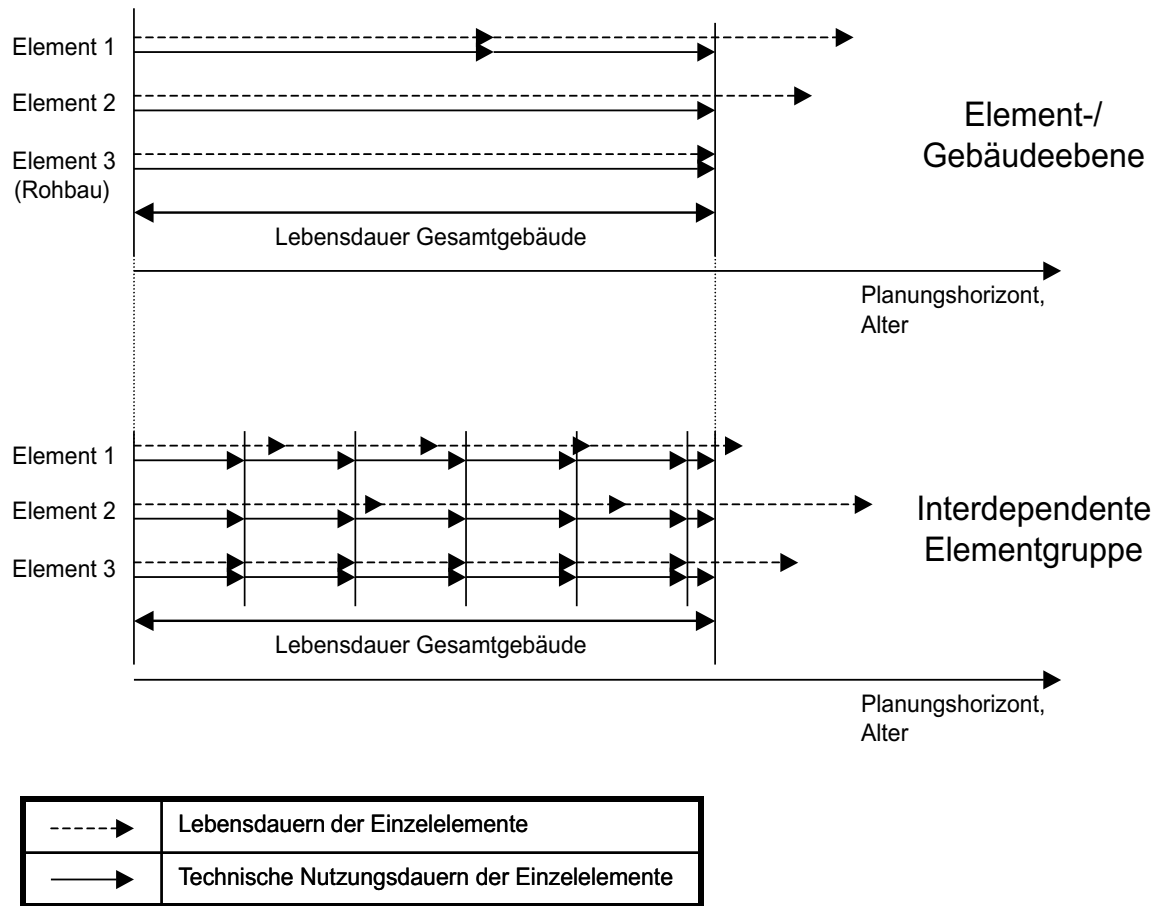 Element 1
Element 2
Element 3
(Rohbau)
Element-/
Gebäudeebene
Lebensdauer Gesamtgebäude
Planungshorizont,
Alter
Element 1
Element 2
Element 3
Interdependente
Elementgruppe
Lebensdauer Gesamtgebäude
Planungshorizont,
Alter
Lebensdauern der Einzelelemente
Technische Nutzungsdauern der Einzelelemente